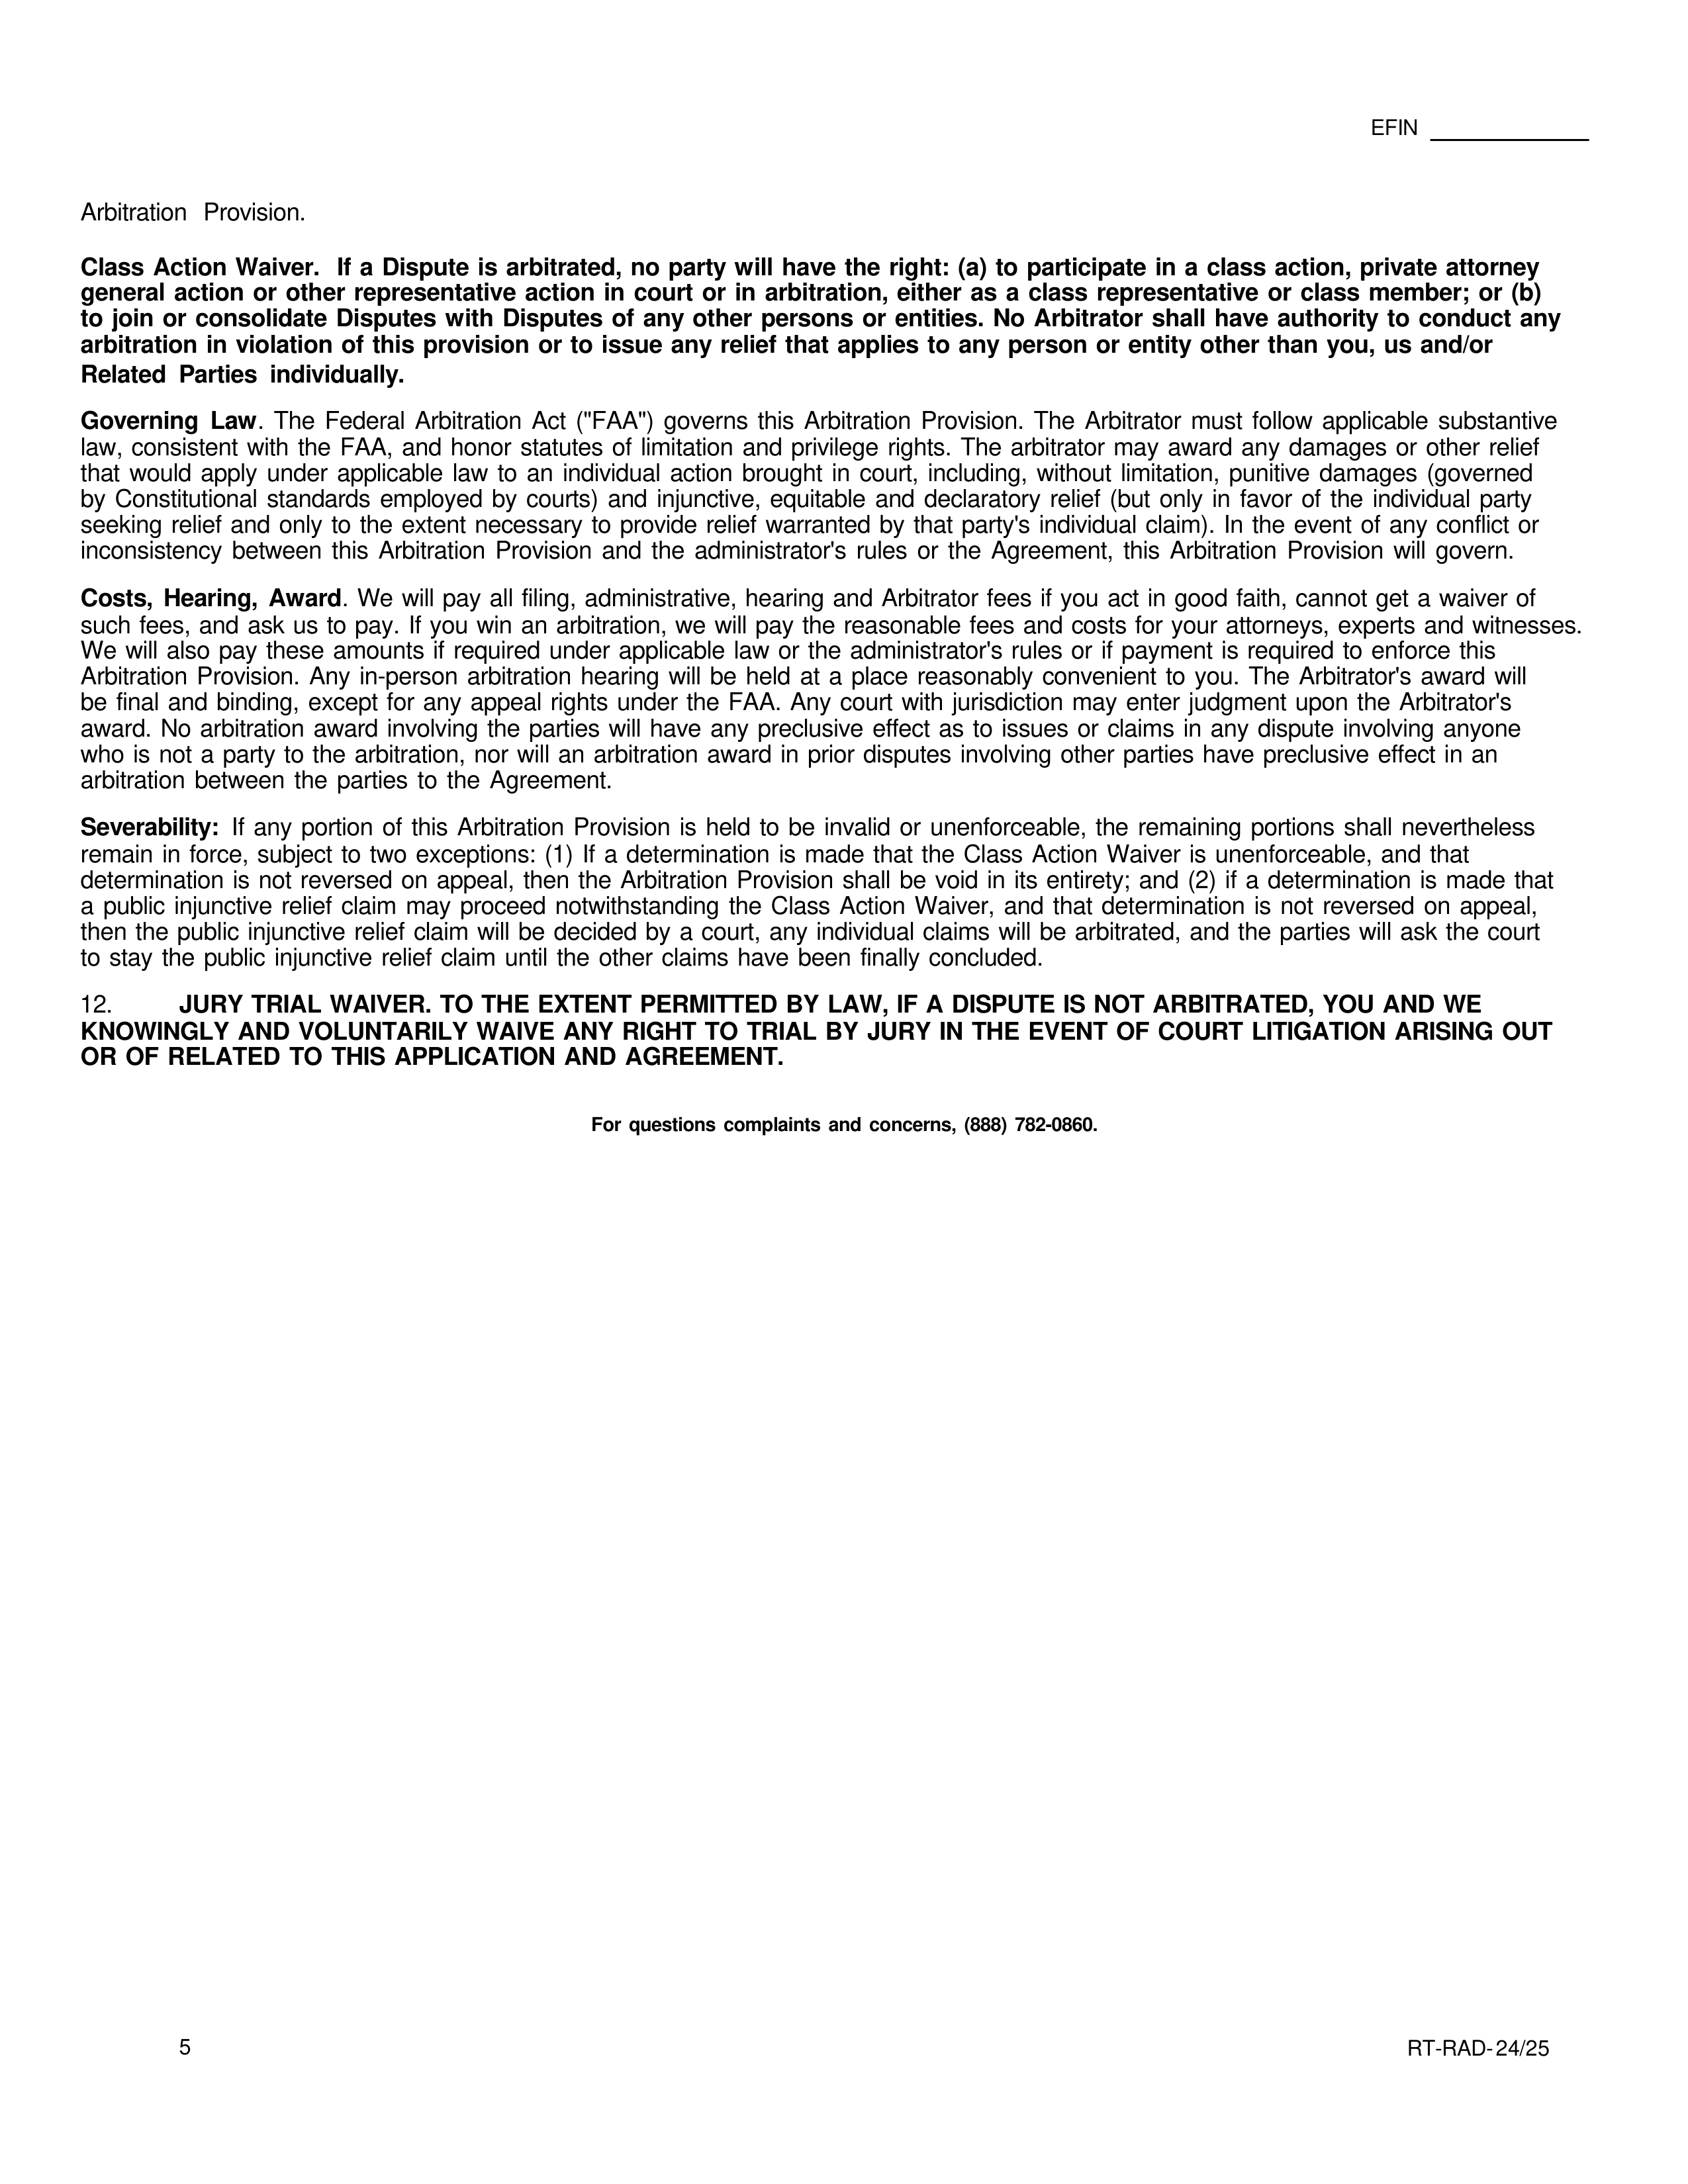 EFIN
Arbitration Provision.
Class Action Waiver. If a Dispute is arbitrated, no party will have the right: (a) to participate in a class action, private attorney
general action or other representative action in court or in arbitration, either as a class representative or class member; or (b)
to join or consolidate Disputes with Disputes of any other persons or entities. No Arbitrator shall have authority to conduct any
arbitration in violation of this provision or to issue any relief that applies to any person or entity other than you, us and/or
Related Parties individually.
Governing Law. The Federal Arbitration Act ("FAA") governs this Arbitration Provision. The Arbitrator must follow applicable substantive
law, consistent with the FAA, and honor statutes of limitation and privilege rights. The arbitrator may award any damages or other relief
that would apply under applicable law to an individual action brought in court, including, without limitation, punitive damages (governed
by Constitutional standards employed by courts) and injunctive, equitable and declaratory relief (but only in favor of the individual party
seeking relief and only to the extent necessary to provide relief warranted by that party's individual claim). In the event of any conflict or
inconsistency between this Arbitration Provision and the administrator's rules or the Agreement, this Arbitration Provision will govern.
Costs, Hearing, Award. We will pay all filing, administrative, hearing and Arbitrator fees if you act in good faith, cannot get a waiver of
such fees, and ask us to pay. If you win an arbitration, we will pay the reasonable fees and costs for your attorneys, experts and witnesses.
We will also pay these amounts if required under applicable law or the administrator's rules or if payment is required to enforce this
Arbitration Provision. Any in-person arbitration hearing will be held at a place reasonably convenient to you. The Arbitrator's award will
be final and binding, except for any appeal rights under the FAA. Any court with jurisdiction may enter judgment upon the Arbitrator's
award. No arbitration award involving the parties will have any preclusive effect as to issues or claims in any dispute involving anyone
who is not a party to the arbitration, nor will an arbitration award in prior disputes involving other parties have preclusive effect in an
arbitration between the parties to the Agreement.
Severability: If any portion of this Arbitration Provision is held to be invalid or unenforceable, the remaining portions shall nevertheless
remain in force, subject to two exceptions: (1) If a determination is made that the Class Action Waiver is unenforceable, and that
determination is not reversed on appeal, then the Arbitration Provision shall be void in its entirety; and (2) if a determination is made that
a public injunctive relief claim may proceed notwithstanding the Class Action Waiver, and that determination is not reversed on appeal,
then the public injunctive relief claim will be decided by a court, any individual claims will be arbitrated, and the parties will ask the court
to stay the public injunctive relief claim until the other claims have been finally concluded.
12. JURY TRIAL WAIVER. TO THE EXTENT PERMITTED BY LAW, IF A DISPUTE IS NOT ARBITRATED, YOU AND WE
KNOWINGLY AND VOLUNTARILY WAIVE ANY RIGHT TO TRIAL BY JURY IN THE EVENT OF COURT LITIGATION ARISING OUT
OR OF RELATED TO THIS APPLICATION AND AGREEMENT.
For questions complaints and concerns, (888) 782-0860.
5 RT-RAD-24/25